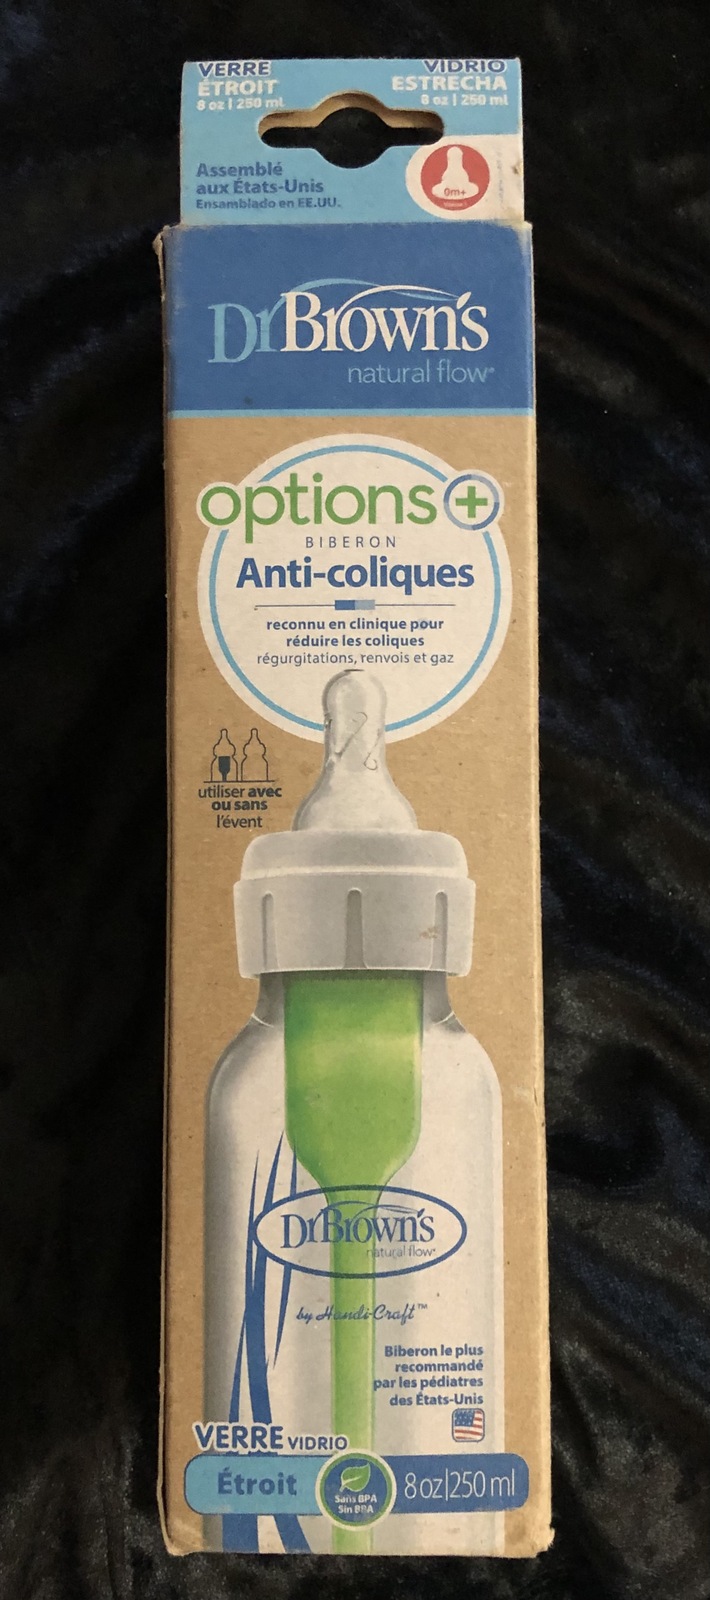 VERRE
ÉTROIT
8 oz | 250 ml
VIDRIO
ESTRECHA
8 oz | 250 ml
Assemblé
aux États-Unis
Ensamblado en EE.UU.
0m+
DrBrown's
natural flow®
options+
BIBERON
Anti-coliques
reconnu en clinique pour
réduire les coliques
régurgitations, renvois et gaz
utiliser avec
ou sans
l'évent
DrBrown's
natural flow®
by Handi-Craft™
Biberon le plus
recommandé
par les pédiatres
des États-Unis
VERRE VIDRIO
Étroit
Sans BPA
Sin BPA
8 oz|250 ml